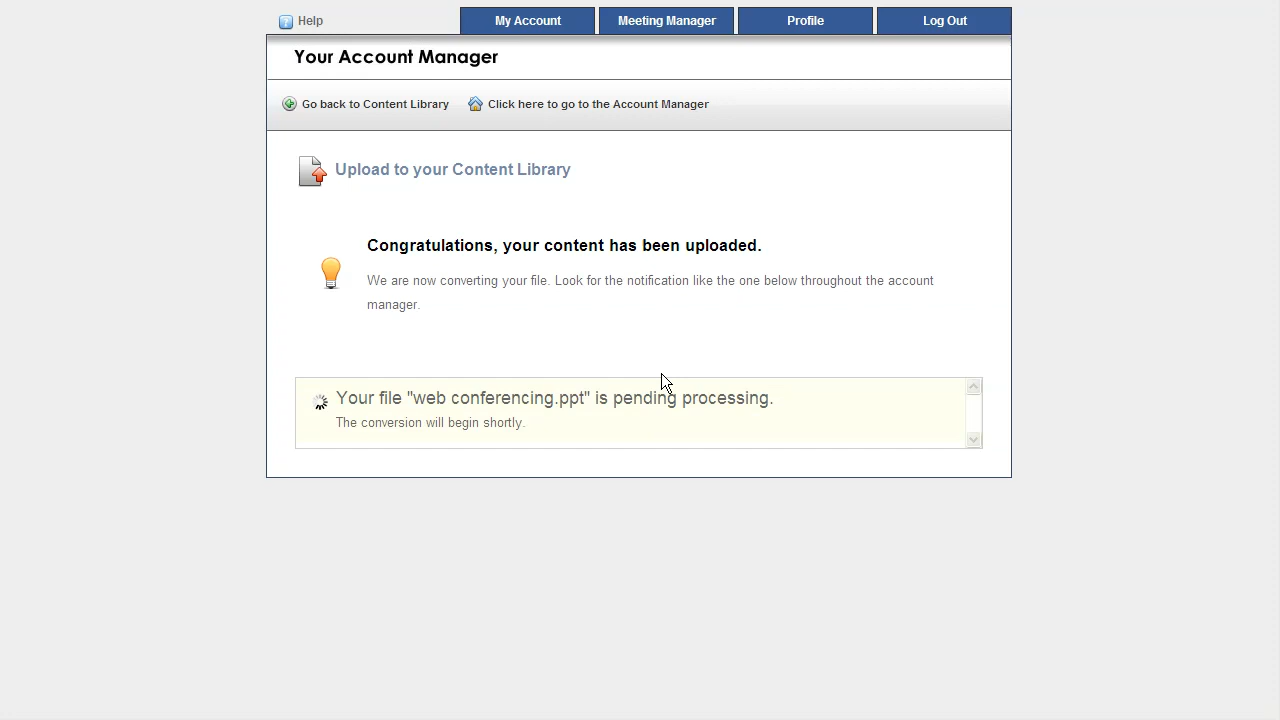 Help
My Account
Meeting Manager
Profile
Log Out
Your Account Manager
Go back to Content Library
Click here to go to the Account Manager
Upload to your Content Library
Congratulations, your content has been uploaded.
We are now converting your file. Look for the notification like the one below throughout the account
manager.
Your file "web conferencing.ppt" is pending processing.
The conversion will begin shortly.